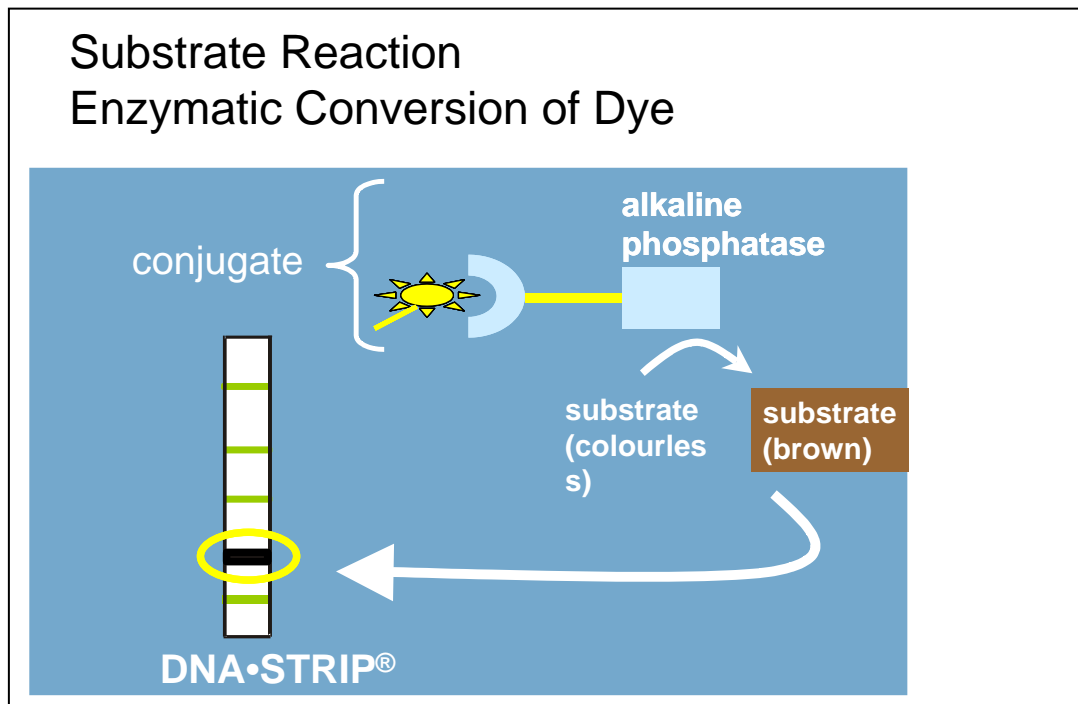 Substrate Reaction
Enzymatic Conversion of Dye
alkaline
phosphatase
conjugate
substrate
(colourles
s)
substrate
(brown)
DNA•STRIP®